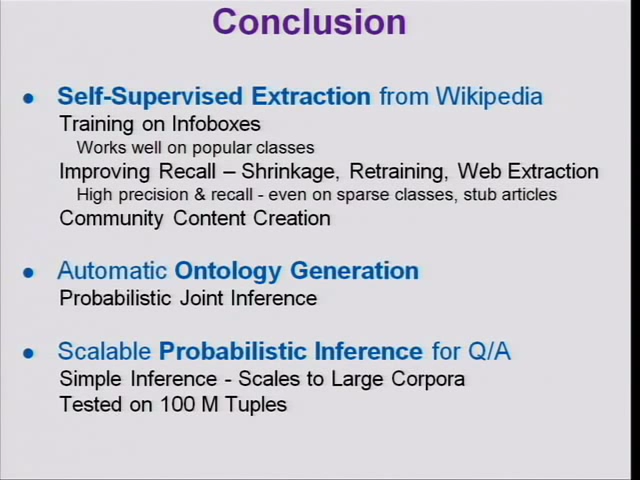 Conclusion
Self-Supervised Extraction from Wikipedia
Training on Infoboxes
Works well on popular classes
Improving Recall – Shrinkage, Retraining, Web Extraction
High precision & recall - even on sparse classes, stub articles
Community Content Creation
Automatic Ontology Generation
Probabilistic Joint Inference
Scalable Probabilistic Inference for Q/A
Simple Inference - Scales to Large Corpora
Tested on 100 M Tuples